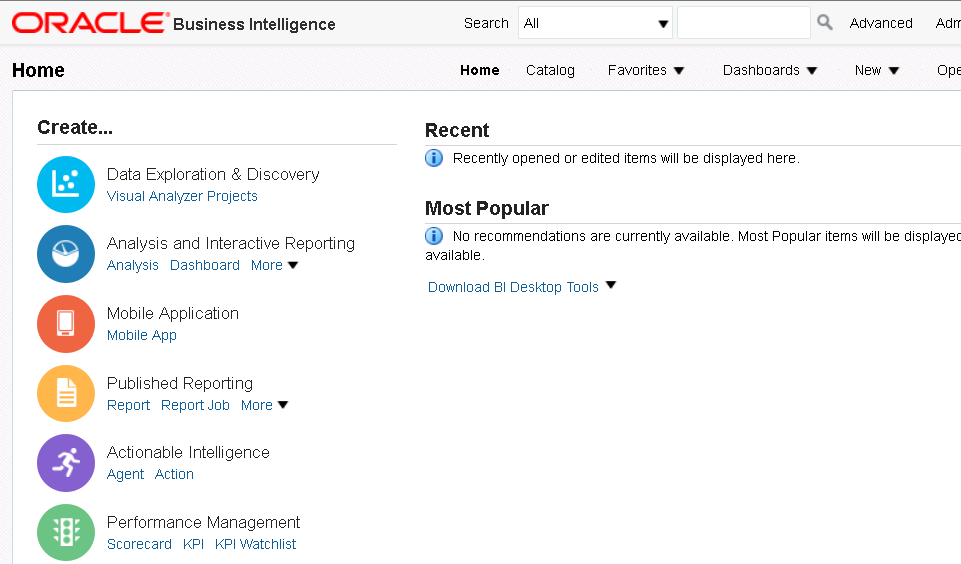 ORACLE Business Intelligence
Search All Advanced Adm
Home
Home Catalog Favorites Dashboards New Ope
Create...
Data Exploration & Discovery
Visual Analyzer Projects
Analysis and Interactive Reporting
Analysis Dashboard More
Mobile Application
Mobile App
Published Reporting
Report Report Job More
Actionable Intelligence
Agent Action
Performance Management
Scorecard KPI KPI Watchlist
Recent
Recently opened or edited items will be displayed here.
Most Popular
No recommendations are currently available. Most Popular items will be displayed
available.
Download BI Desktop Tools